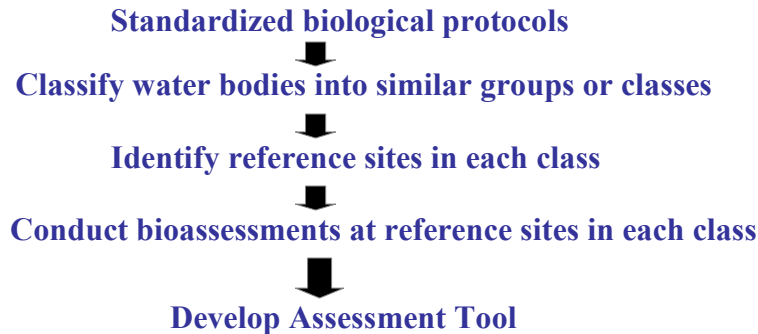 Standardized biological protocols
Classify water bodies into similar groups or classes
Identify reference sites in each class
Conduct bioassessments at reference sites in each class
Develop Assessment Tool